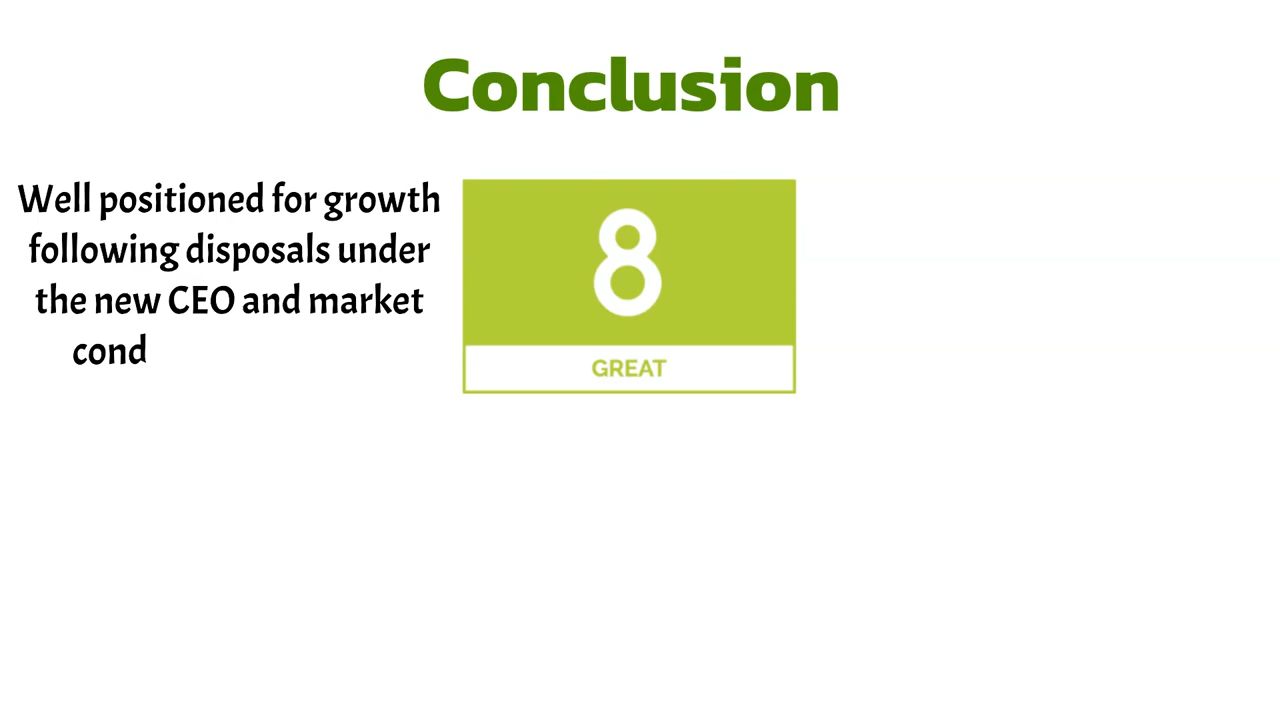 Conclusion
Well positioned for growth
following disposals under
the new CEO and market
cond
8
GREAT